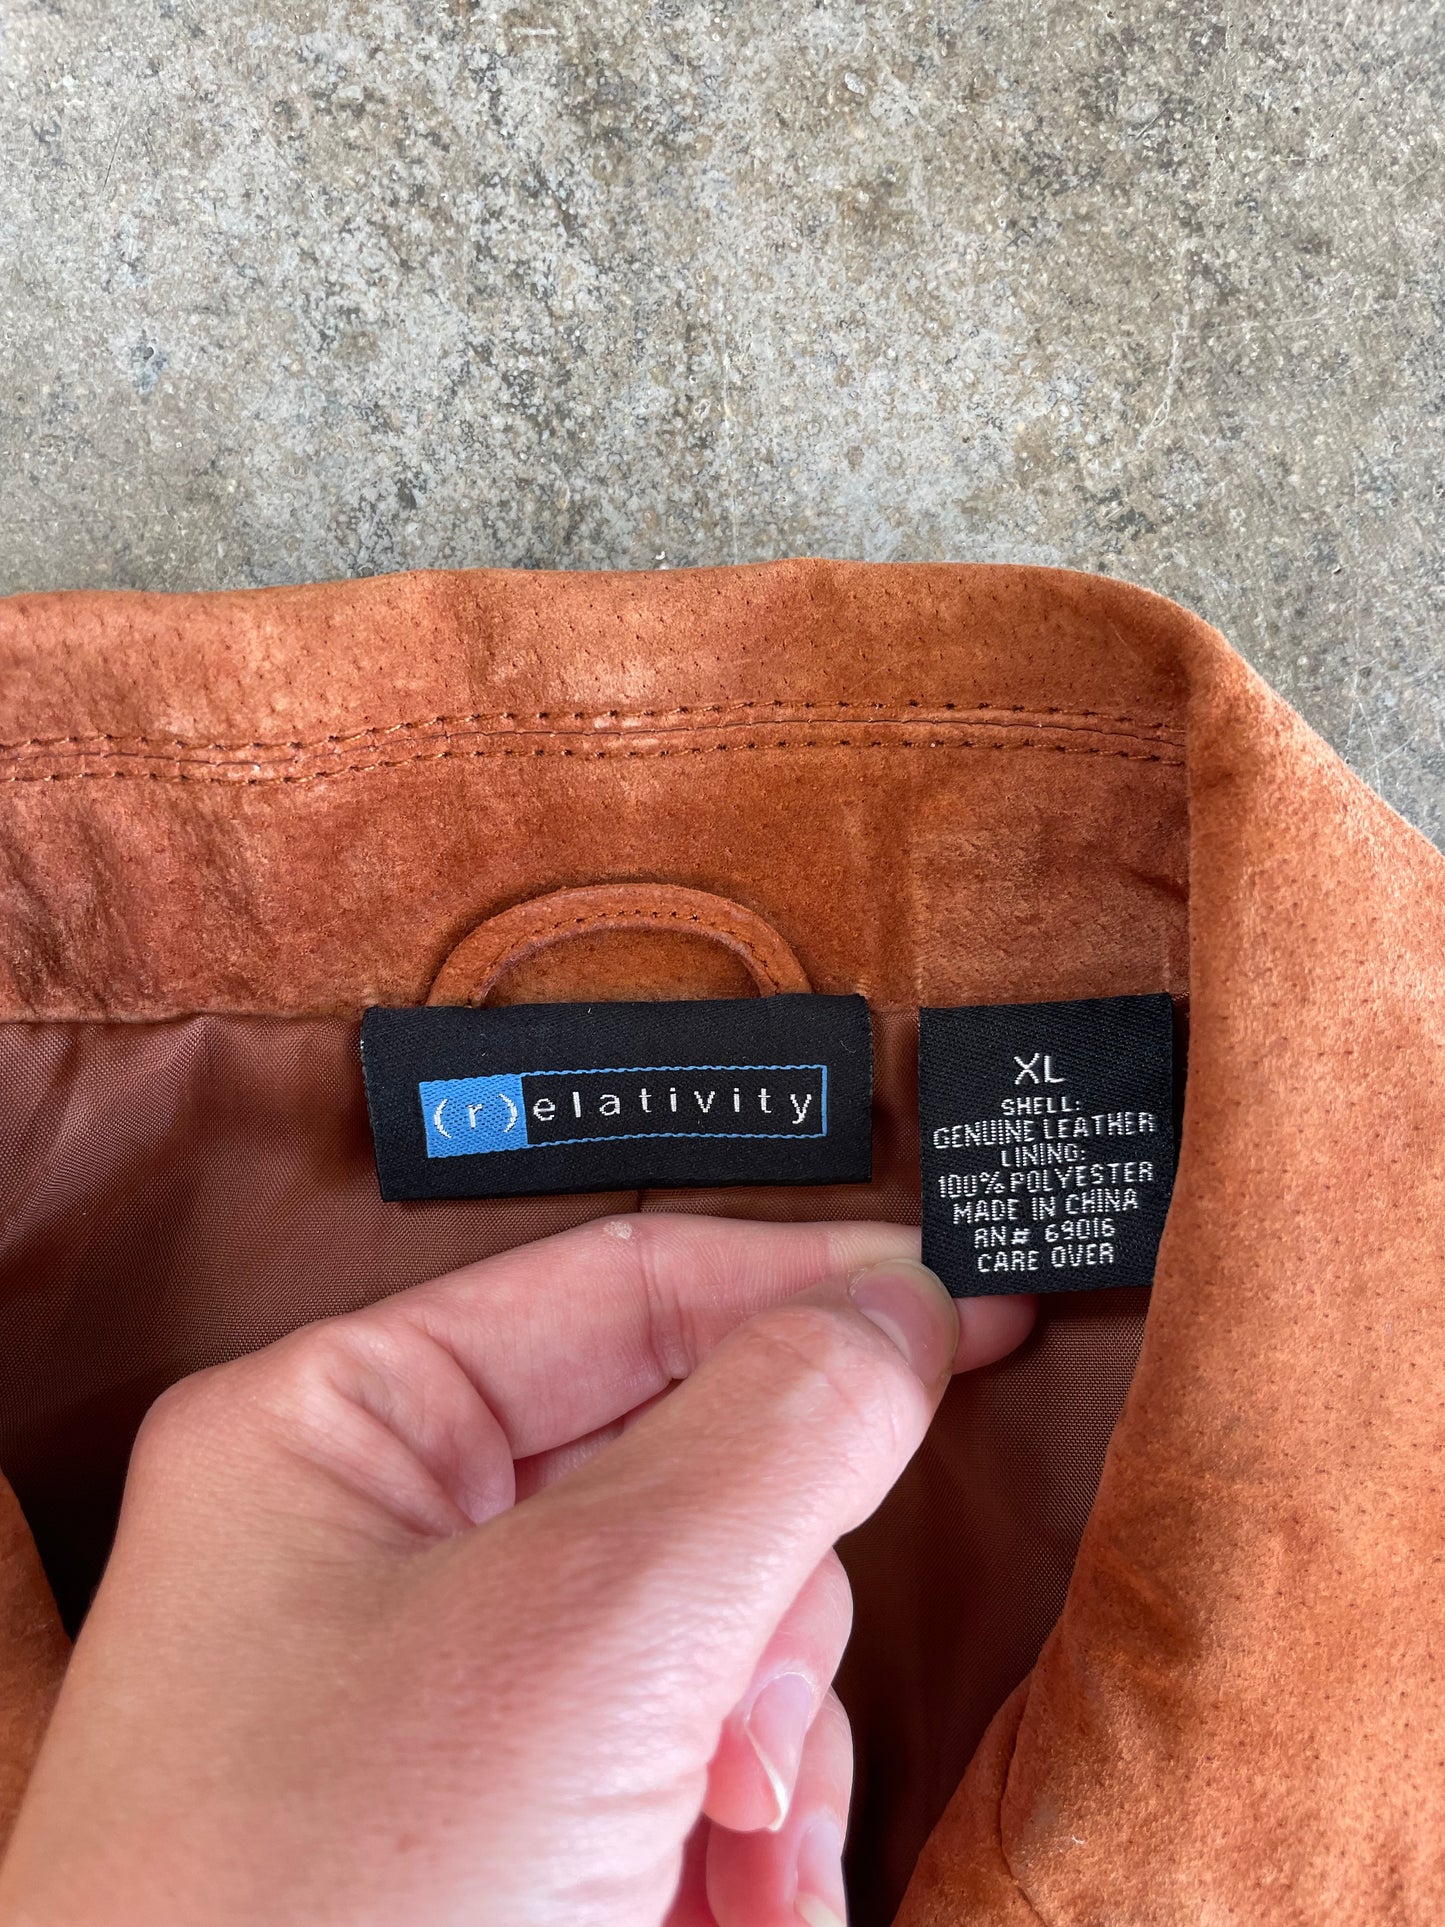 (r)elativity
XL
SHELL:
GENUINE LEATHER
LINING:
100% POLYESTER
MADE IN CHINA
RN# 69016
CARE OVER